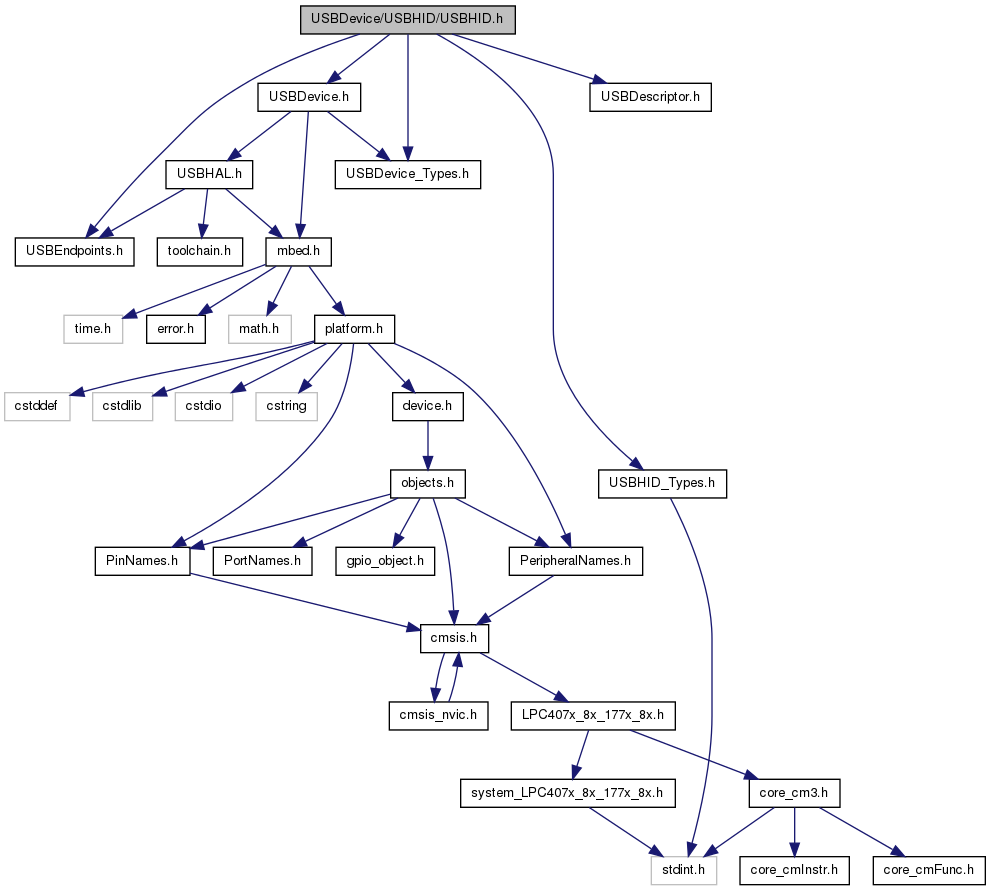 USBDevice/USBHID/USBHID.h
USBDevice.h
USBDescriptor.h
USBHAL.h
USBDevice_Types.h
USBEndpoints.h
toolchain.h
mbed.h
time.h
error.h
math.h
platform.h
cstddef
cstdlib
cstdio
cstring
device.h
objects.h
USBHID_Types.h
PinNames.h
PortNames.h
gpio_object.h
PeripheralNames.h
cmsis.h
cmsis_nvic.h
LPC407x_8x_177x_8x.h
system_LPC407x_8x_177x_8x.h
core_cm3.h
stdint.h
core_cmInstr.h
core_cmFunc.h